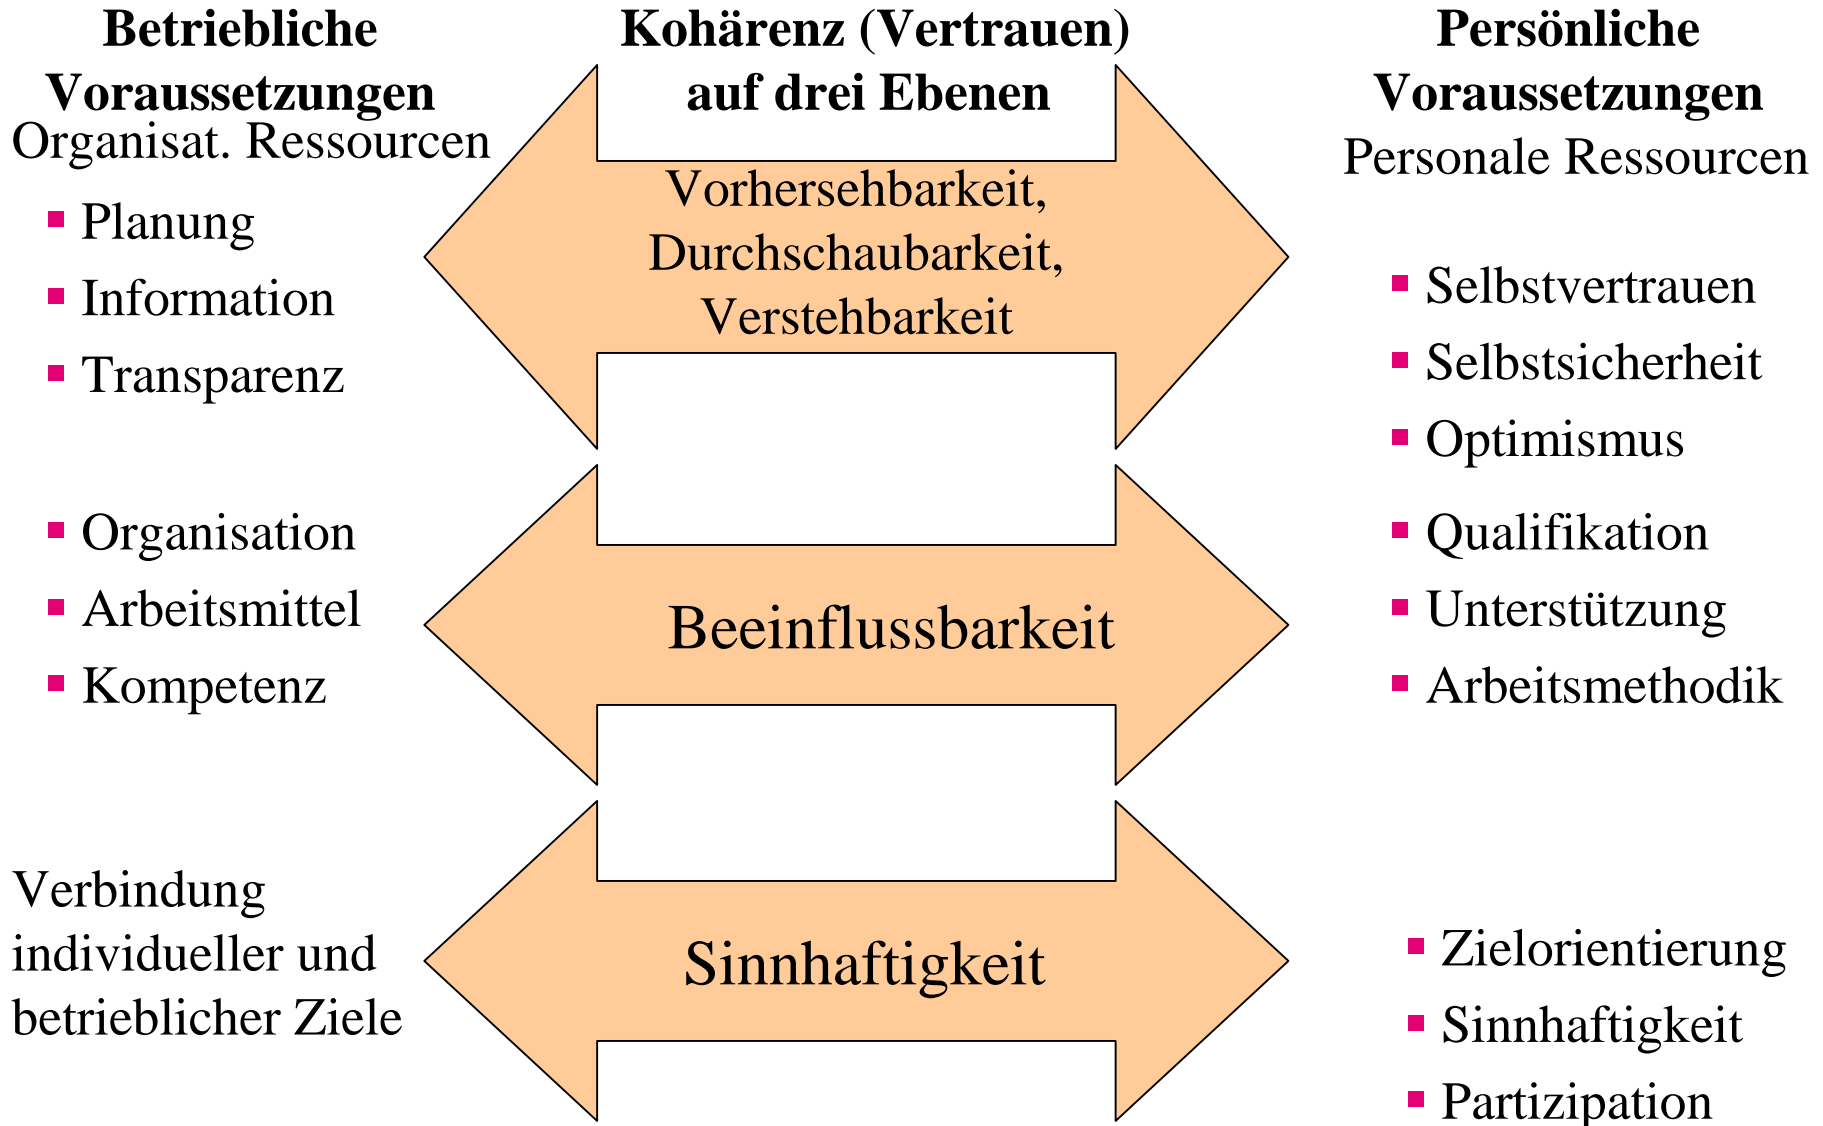 Betriebliche
Voraussetzungen
Organisat. Ressourcen
▪ Planung
▪ Information
▪ Transparenz
▪ Organisation
▪ Arbeitsmittel
▪ Kompetenz
Verbindung
individueller und
betrieblicher Ziele
Kohärenz (Vertrauen)
auf drei Ebenen
Vorhersehbarkeit,
Durchschaubarkeit,
Verstehbarkeit
Beeinflussbarkeit
Sinnhaftigkeit
Persönliche
Voraussetzungen
Personale Ressourcen
▪ Selbstvertrauen
▪ Selbstsicherheit
▪ Optimismus
▪ Qualifikation
▪ Unterstützung
▪ Arbeitsmethodik
▪ Zielorientierung
▪ Sinnhaftigkeit
▪ Partizipation